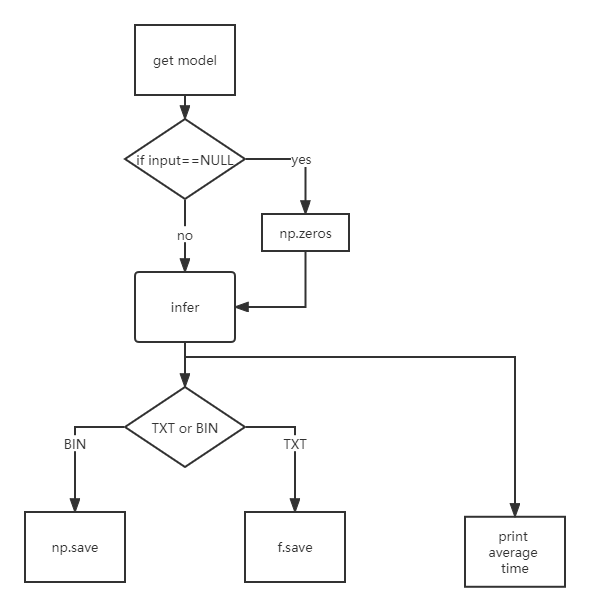 get model
if input==NULL
yes
np.zeros
no
infer
TXT or BIN
BIN
TXT
np.save
f.save
print
average
time